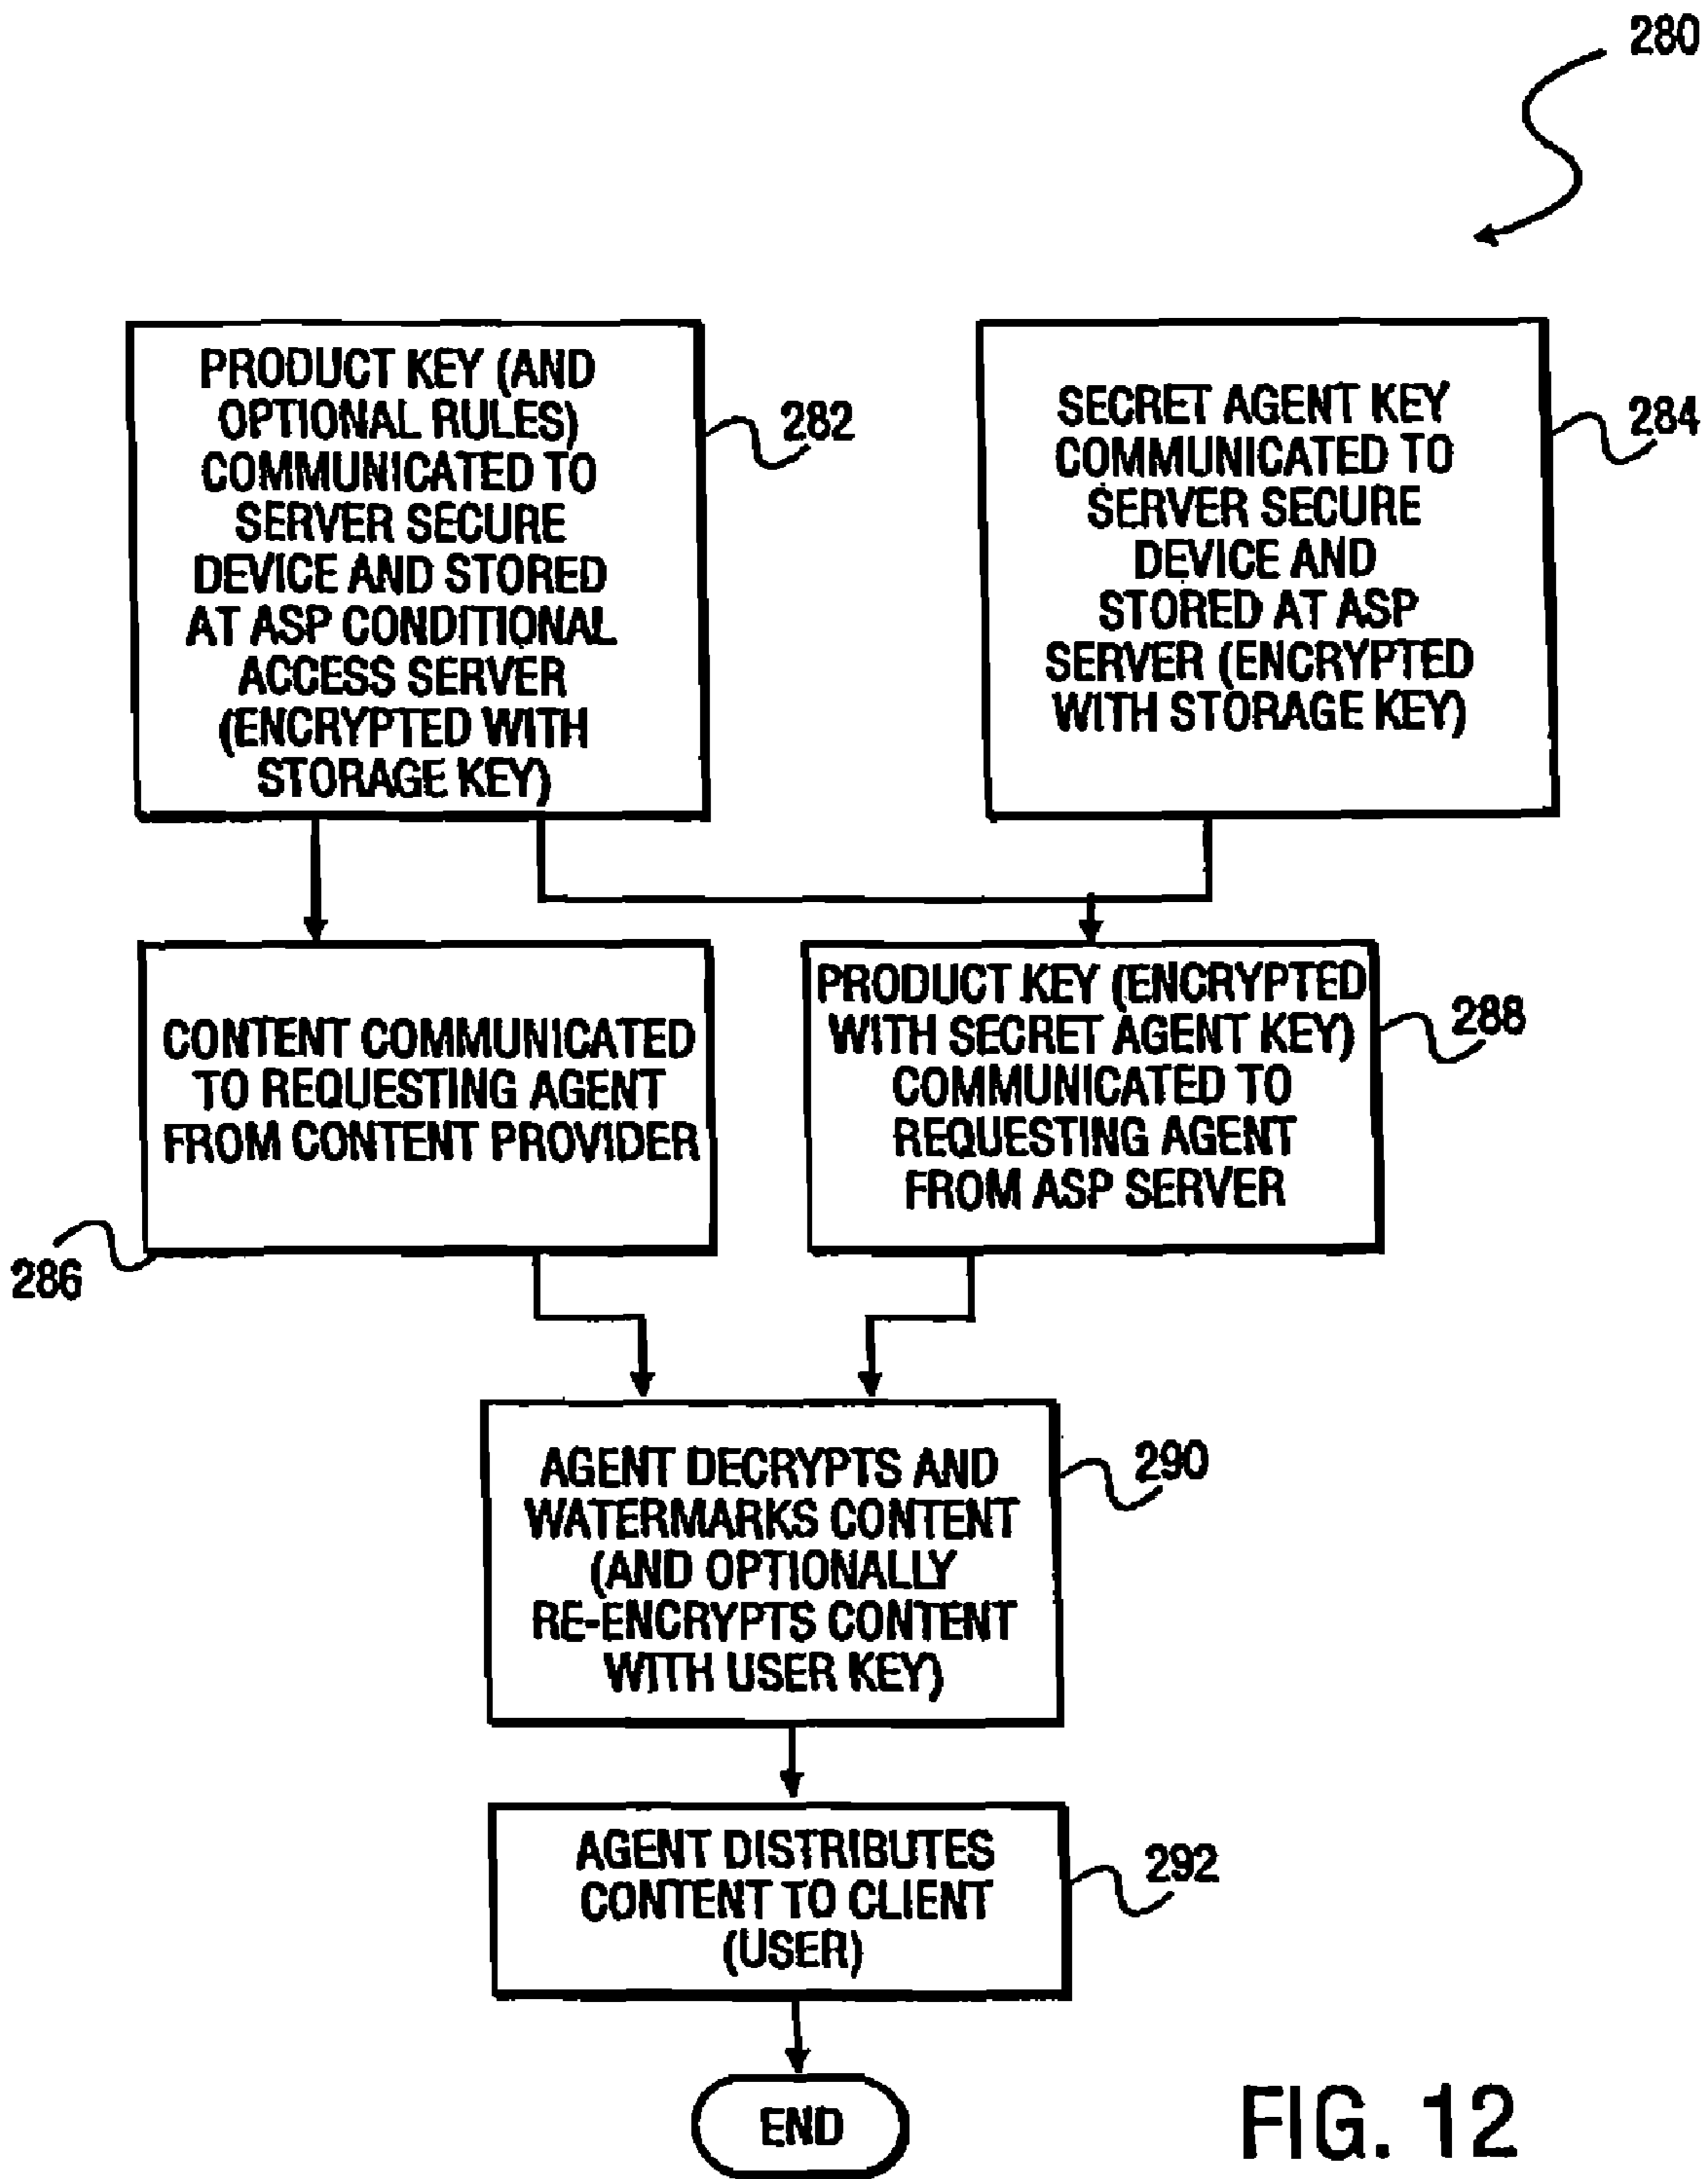 280
PRODUCT KEY (AND
OPTIONAL RULES)
COMMUNICATED TO
SERVER SECURE
DEVICE AND STORED
AT ASP CONDITIONAL
ACCESS SERVER
(ENCRYPTED WITH
STORAGE KEY)
282
SECRET AGENT KEY
COMMUNICATED TO
SERVER SECURE
DEVICE AND
STORED AT ASP
SERVER (ENCRYPTED
WITH STORAGE KEY)
284
CONTENT COMMUNICATED
TO REQUESTING AGENT
FROM CONTENT PROVIDER
286
PRODUCT KEY (ENCRYPTED
WITH SECRET AGENT KEY)
COMMUNICATED TO
REQUESTING AGENT
FROM ASP SERVER
288
AGENT DECRYPTS AND
WATERMARKS CONTENT
(AND OPTIONALLY
RE-ENCRYPTS CONTENT
WITH USER KEY)
290
AGENT DISTRIBUTES
CONTENT TO CLIENT
(USER)
292
END
FIG. 12